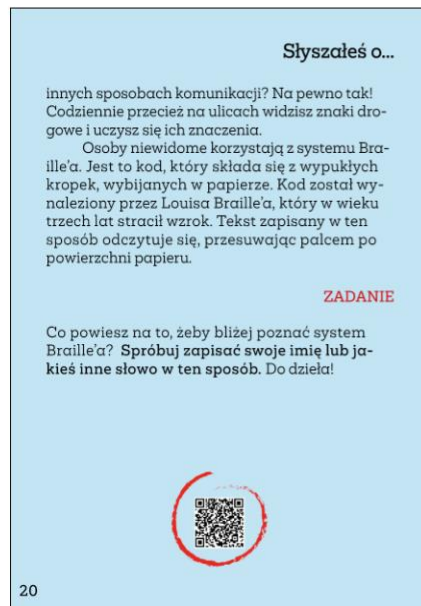 Słyszałeś o...
innych sposobach komunikacji? Na pewno tak!
Codziennie przecież na ulicach widzisz znaki dro-
gowe i uczysz się ich znaczenia.
Osoby niewidome korzystają z systemu Bra-
ille’a. Jest to kod, który składa się z wypukłych
kropek, wybijanych w papierze. Kod został wy-
naleziony przez Louisa Braille’a, który w wieku
trzech lat stracił wzrok. Tekst zapisany w ten
sposób odczytuje się, przesuwając palcem po
powierzchni papieru.
ZADANIE
Co powiesz na to, żeby bliżej poznać system
Braille’a? Spróbuj zapisać swoje imię lub ja-
kieś inne słowo w ten sposób. Do dzieła!
20